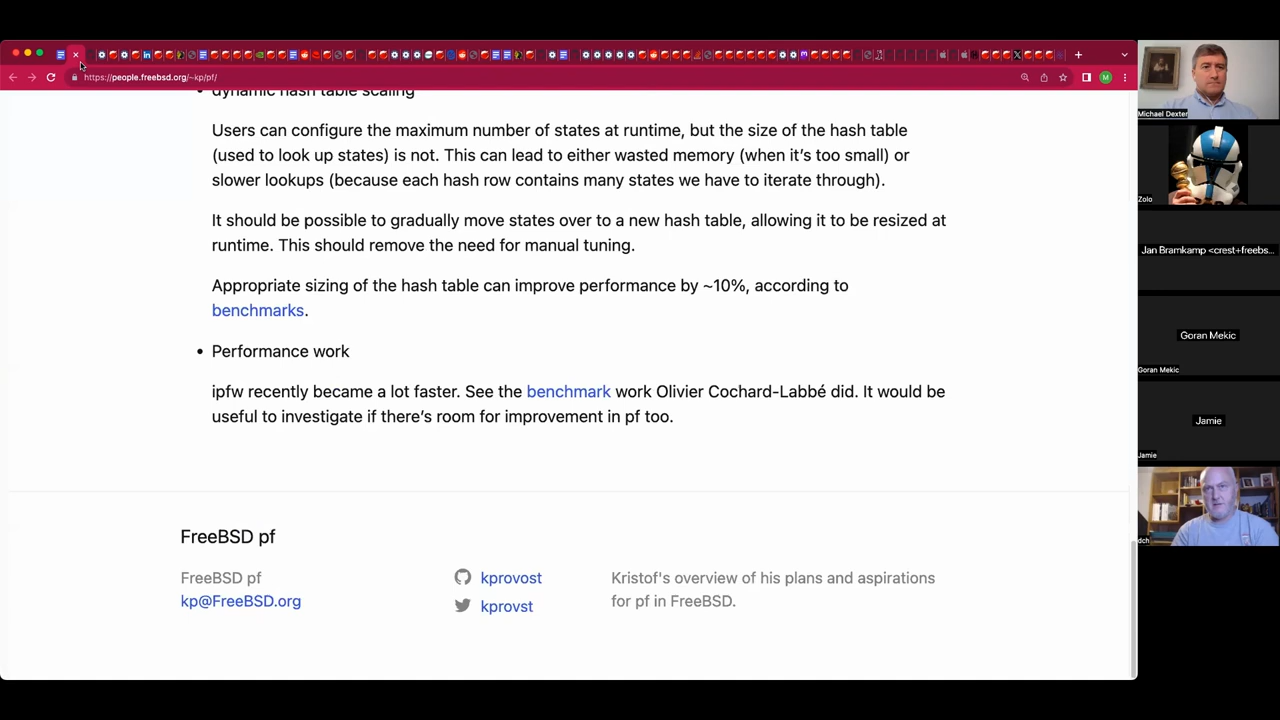 https://people.freebsd.org/~kp/pf/
M
dynamic hash table scaling
Users can configure the maximum number of states at runtime, but the size of the hash table
(used to look up states) is not. This can lead to either wasted memory (when it’s too small) or
slower lookups (because each hash row contains many states we have to iterate through).
It should be possible to gradually move states over to a new hash table, allowing it to be resized at
runtime. This should remove the need for manual tuning.
Appropriate sizing of the hash table can improve performance by ~10%, according to
benchmarks.
• Performance work
ipfw recently became a lot faster. See the benchmark work Olivier Cochard-Labbé did. It would be
useful to investigate if there’s room for improvement in pf too.
FreeBSD pf
FreeBSD pf
kp@FreeBSD.org
kprovost
kprovst
Kristof's overview of his plans and aspirations
for pf in FreeBSD.
Michael Dexter
Zolo
Jan Bramkamp <crest+freebs...
Goran Mekic
Goran Mekic
Jamie
Jamie
dch